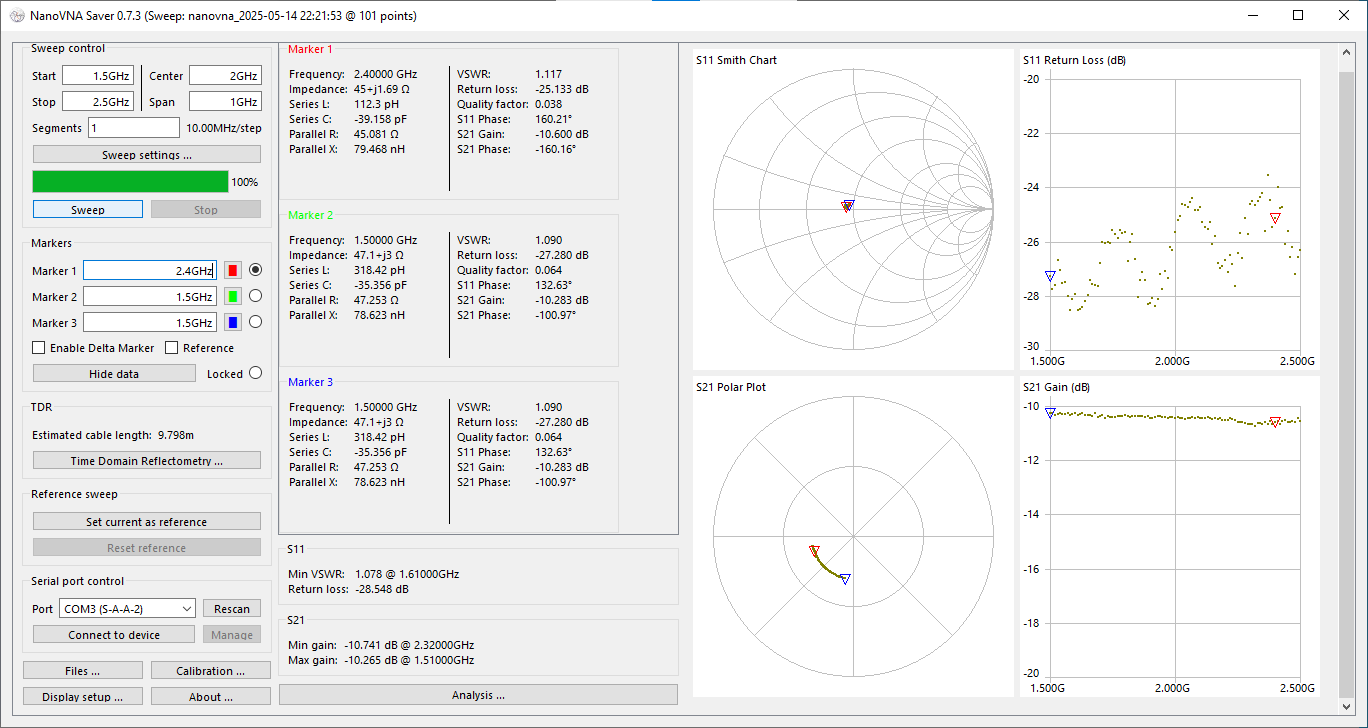 NanoVNA Saver 0.7.3 (Sweep: nanovna_2025-05-14 22:21:53 @ 101 points)
Sweep control
Start 1.5GHz Center 2GHz
Stop 2.5GHz Span 1GHz
Segments 1 10.00MHz/step
Sweep settings ...
100%
Sweep Stop
Markers
Marker 1 2.4GHz
Marker 2 1.5GHz
Marker 3 1.5GHz
Enable Delta Marker Reference
Hide data Locked
TDR
Estimated cable length: 9.798m
Time Domain Reflectometry ...
Reference sweep
Set current as reference
Reset reference
Serial port control
Port COM3 (S-A-A-2) Rescan
Connect to device Manage
Files ... Calibration ...
Display setup ... About ...
Marker 1
Frequency: 2.40000 GHz VSWR: 1.117
Impedance: 45+j1.69 Ω Return loss: -25.133 dB
Series L: 112.3 pH Quality factor: 0.038
Series C: -39.158 pF S11 Phase: 160.21°
Parallel R: 45.081 Ω S21 Gain: -10.600 dB
Parallel X: 79.468 nH S21 Phase: -160.16°
Marker 2
Frequency: 1.50000 GHz VSWR: 1.090
Impedance: 47.1+j3 Ω Return loss: -27.280 dB
Series L: 318.42 pH Quality factor: 0.064
Series C: -35.356 pF S11 Phase: 132.63°
Parallel R: 47.253 Ω S21 Gain: -10.283 dB
Parallel X: 78.623 nH S21 Phase: -100.97°
Marker 3
Frequency: 1.50000 GHz VSWR: 1.090
Impedance: 47.1+j3 Ω Return loss: -27.280 dB
Series L: 318.42 pH Quality factor: 0.064
Series C: -35.356 pF S11 Phase: 132.63°
Parallel R: 47.253 Ω S21 Gain: -10.283 dB
Parallel X: 78.623 nH S21 Phase: -100.97°
S11
Min VSWR: 1.078 @ 1.61000GHz
Return loss: -28.548 dB
S21
Min gain: -10.741 dB @ 2.32000GHz
Max gain: -10.265 dB @ 1.51000GHz
Analysis ...
S11 Smith Chart
S11 Return Loss (dB)
-20
-22
-24
-26
-28
-30
1.500G 2.000G 2.500G
S21 Polar Plot
S21 Gain (dB)
-10
-12
-14
-16
-18
-20
1.500G 2.000G 2.500G